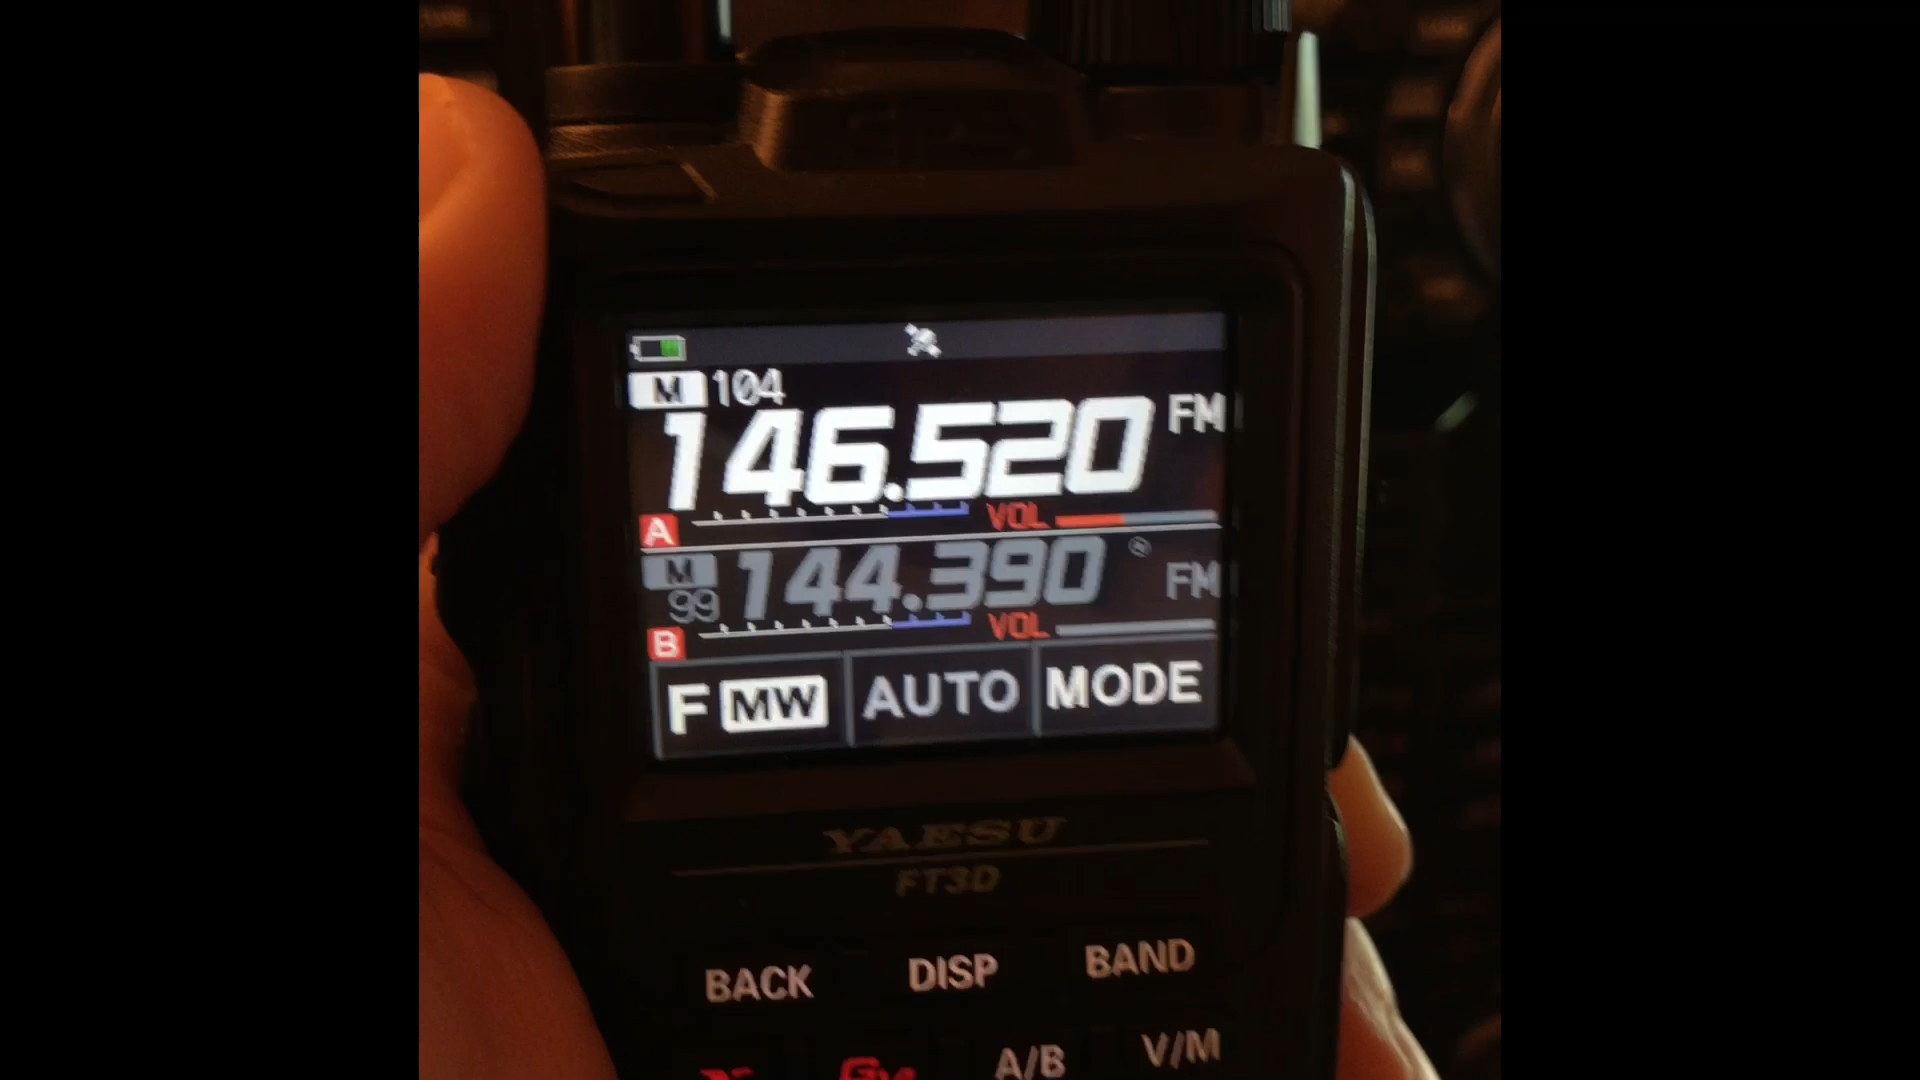 M 104
146.520 FM
A VOL
M 99 144.390 FM
B VOL
F MW AUTO MODE
YAESU
FT3D
BACK DISP BAND
A/B V/M